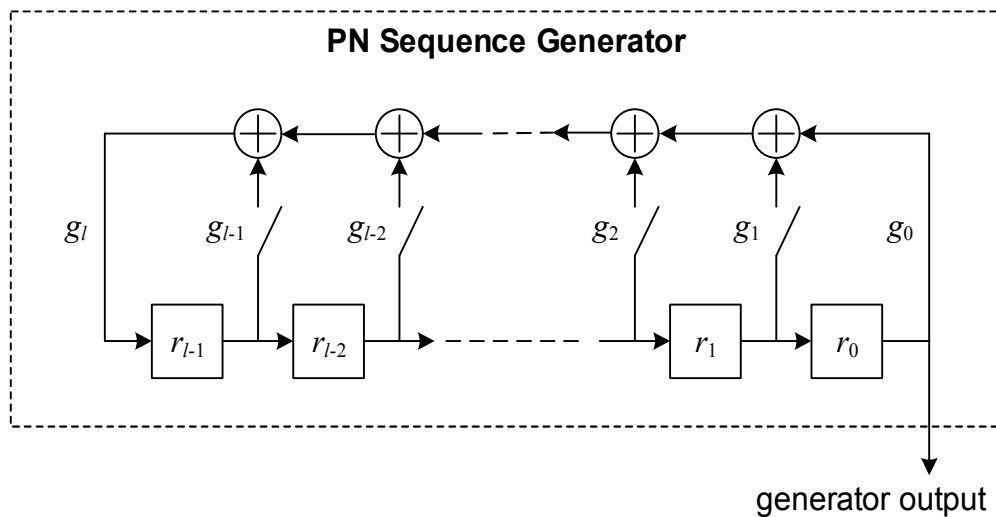 PN Sequence Generator
gₗ gₗ₋₁ gₗ₋₂ g₂ g₁ g₀
rₗ₋₁ rₗ₋₂ r₁ r₀
generator output